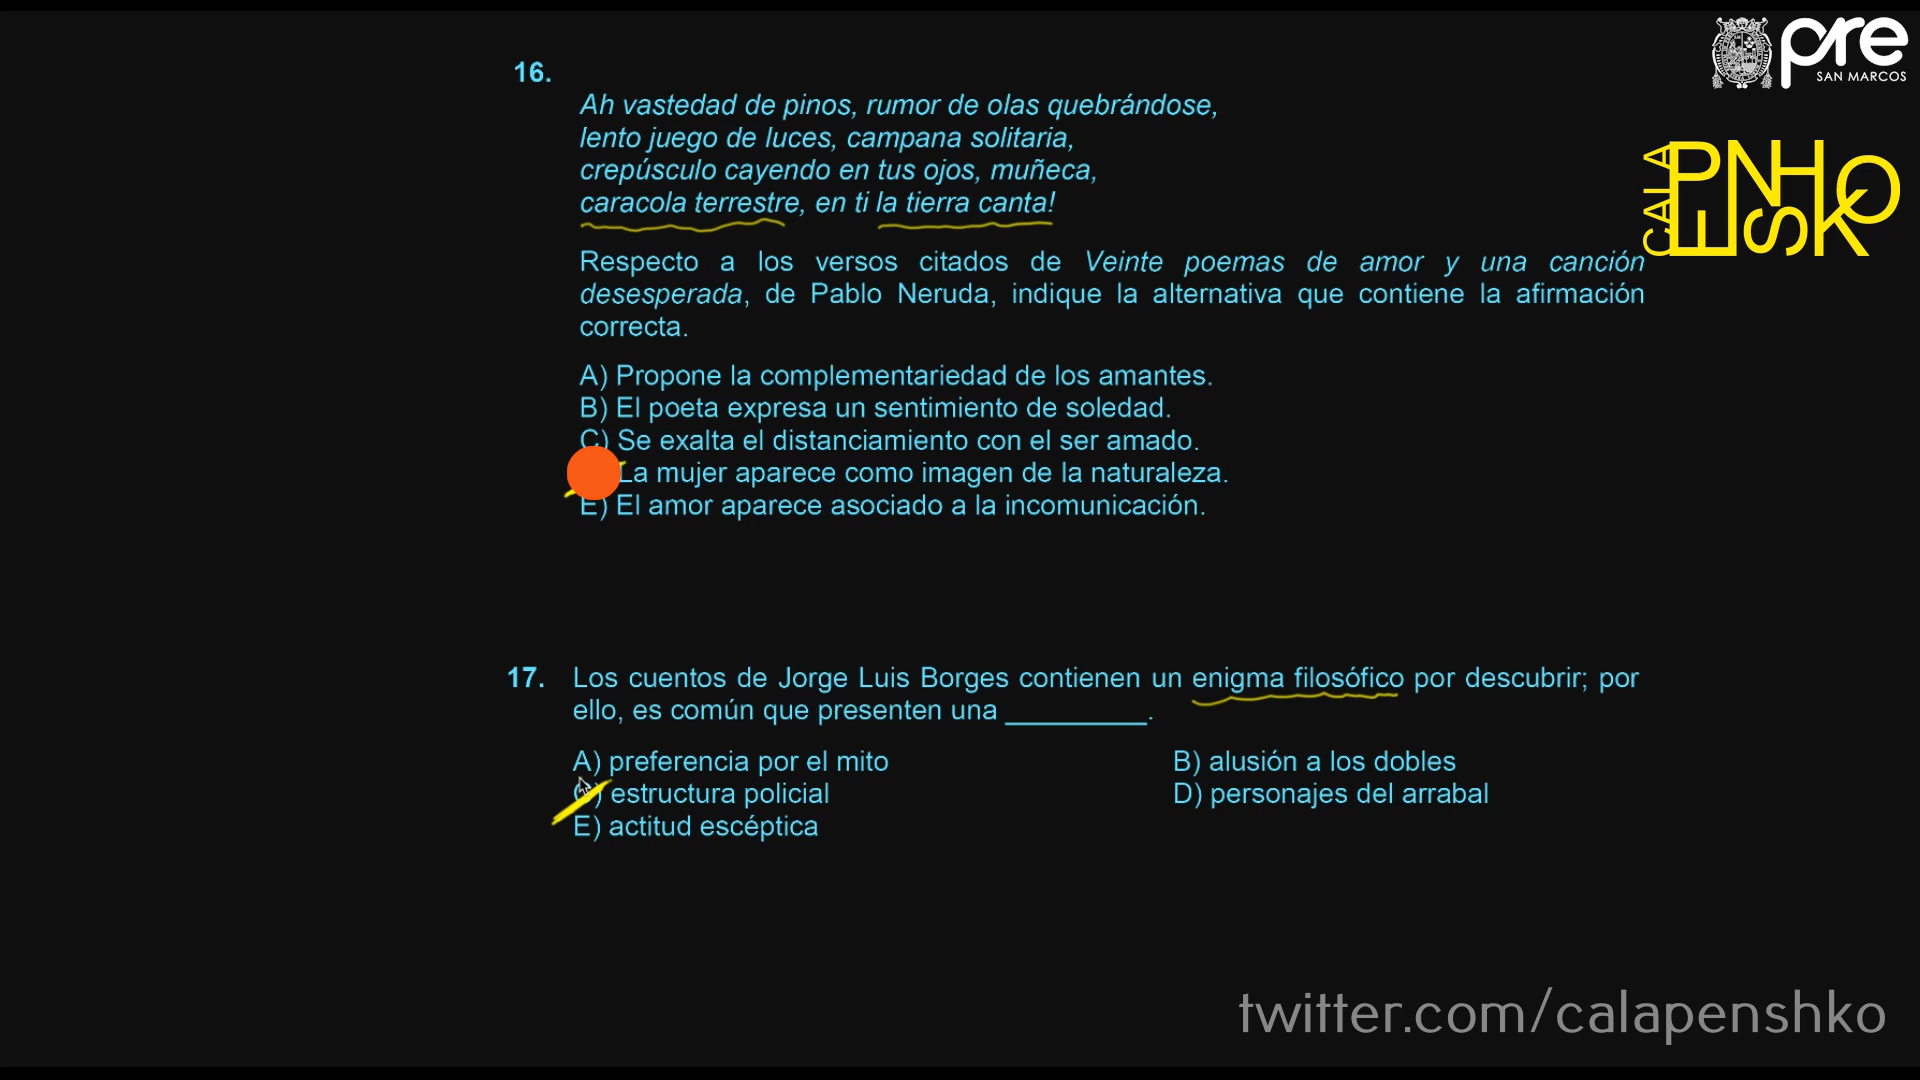 pre
SAN MARCOS
CALA
PENSHKO
16.
Ah vastedad de pinos, rumor de olas quebrándose,
lento juego de luces, campana solitaria,
crepúsculo cayendo en tus ojos, muñeca,
caracola terrestre, en ti la tierra canta!
Respecto a los versos citados de Veinte poemas de amor y una canción
desesperada, de Pablo Neruda, indique la alternativa que contiene la afirmación
correcta.
A) Propone la complementariedad de los amantes.
B) El poeta expresa un sentimiento de soledad.
C) Se exalta el distanciamiento con el ser amado.
La mujer aparece como imagen de la naturaleza.
E) El amor aparece asociado a la incomunicación.
17. Los cuentos de Jorge Luis Borges contienen un enigma filosófico por descubrir; por
ello, es común que presenten una __________.
A) preferencia por el mito B) alusión a los dobles
C) estructura policial D) personajes del arrabal
E) actitud escéptica
twitter.com/calapenshko